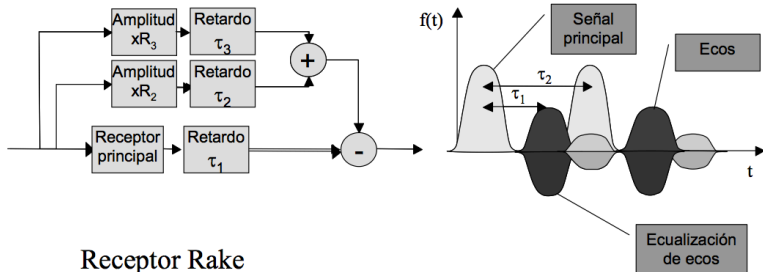 Amplitud
xR3
Retardo
τ3
+
Amplitud
xR2
Retardo
τ2
Receptor
principal
Retardo
τ1
-
Receptor Rake
f(t)
Señal
principal
Ecos
τ2
τ1
t
Ecualización
de ecos